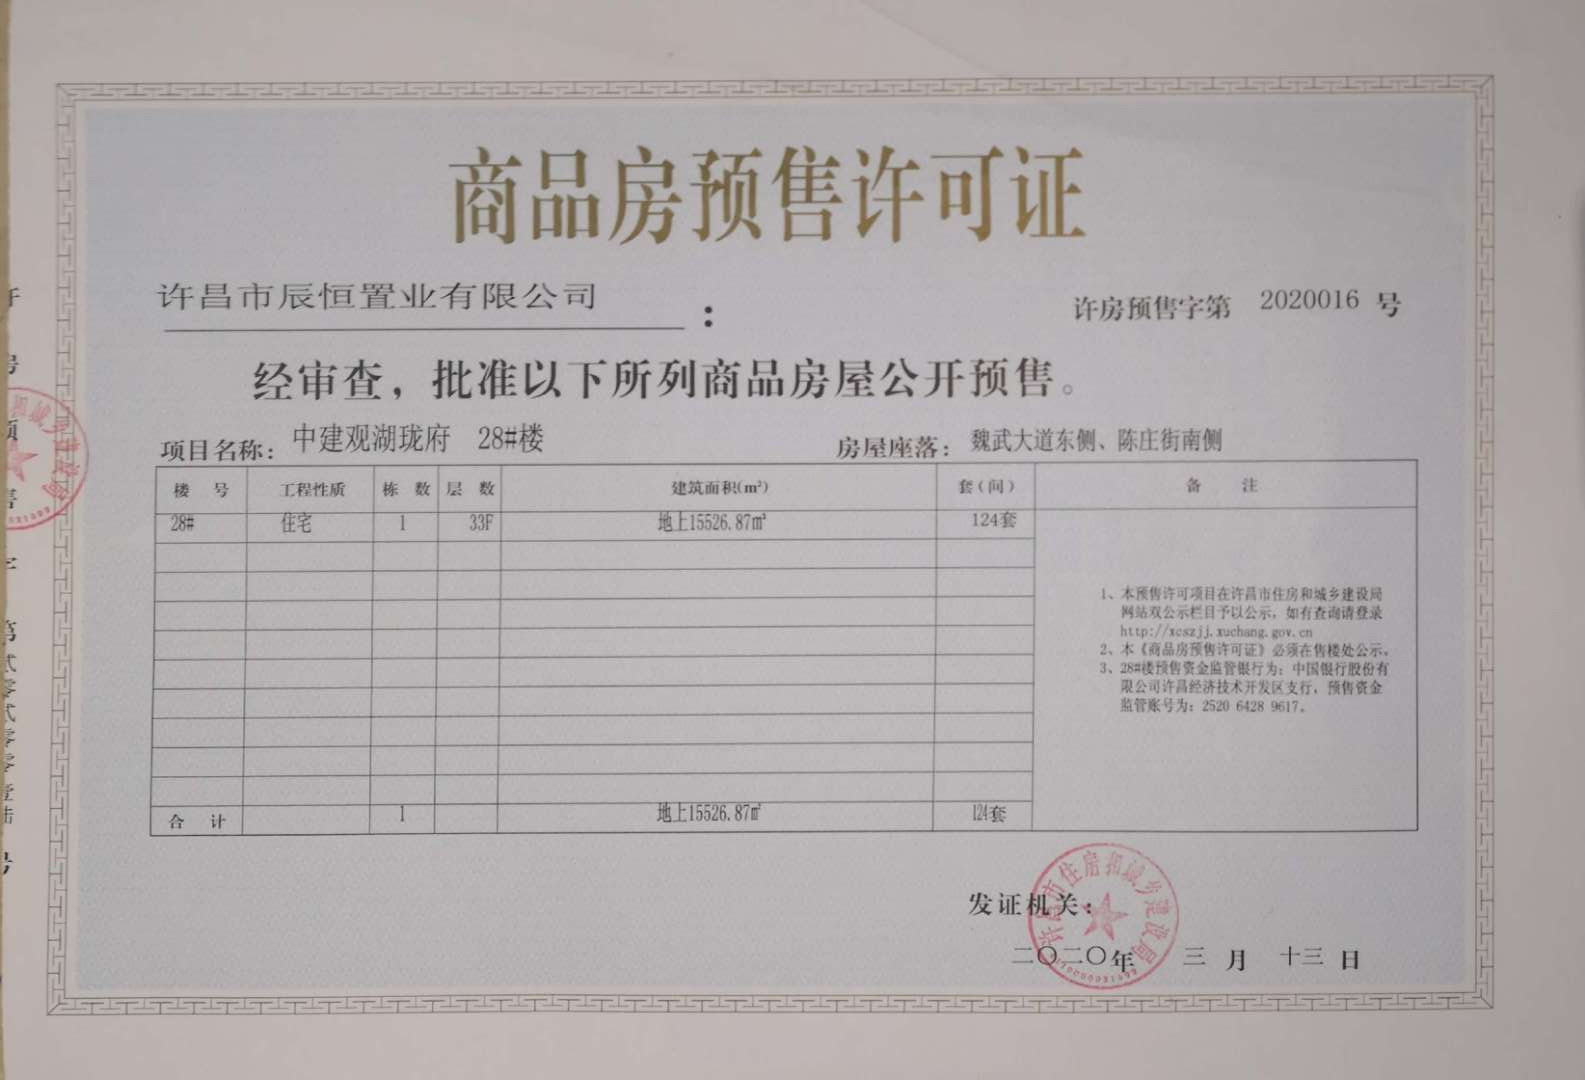 商品房预售许可证
许昌市辰恒置业有限公司：
许房预售字第 2020016 号
经审查，批准以下所列商品房屋公开预售。
项目名称：中建观湖珑府 28#楼
房屋座落：魏武大道东侧、陈庄街南侧
楼 号 工程性质 栋 数 层 数 建筑面积(m²) 套（间） 备 注
28# 住宅 1 33F 地上15526.87㎡ 124套
1、本预售许可项目在许昌市住房和城乡建设局
网站双公示栏目予以公示，如有查询请登录
http://xcszjj.xuchang.gov.cn
2、本《商品房预售许可证》必须在售楼处公示。
3、28#楼预售资金监管银行为：中国银行股份有
限公司许昌经济技术开发区支行，预售资金
监管账号为：2520 6428 9617。
合 计 1 地上15526.87㎡ 124套
发证机关：
许昌市住房和城乡建设局
二〇二〇年 三 月 十三 日